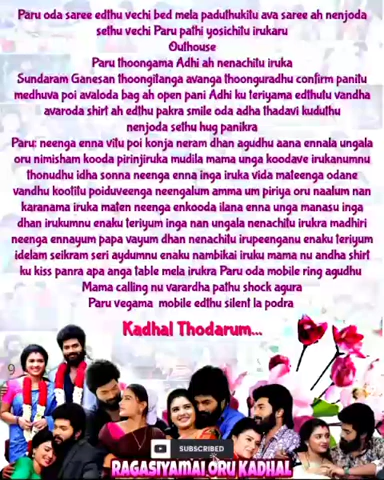 Paru oda saree edthu vechi bed mela paduthukitu ava saree ah nenjoda
sethu vechi Paru pathi yosichitu irukaru
Outhouse
Paru thoongama Adhi ah nenachitu iruka
Sundaram Ganesan thoongitanga avanga thoonguradhu confirm panitu
medhuva poi avaloda bag ah open pani Adhi ku teriyama edthutu vandha
avaroda shirt ah edthu pakra smile oda adha thadavi kuduthu
nenjoda sethu hug panikra
Paru: neenga enna vitu poi konja neram dhan agudhu aana ennala ungala
oru nimisham kooda pirinjiruka mudila mama unga koodave irukanumnu
thonudhu idha sonna neenga enna inga iruka vida mateenga odane
vandhu kootitu poiduveenga neengalum amma um piriya oru naalum nan
karanama iruka maten neenga enkooda ilana enna unga manasu inga
dhan irukumnu enaku teriyum inga nan ungala nenachitu irukra madhiri
neenga ennayum papa vayum dhan nenachitu irupeenganu enaku teriyum
idelam seikram seri aydumnu enaku nambikai iruku mama nu andha shirt
ku kiss panra apa anga table mela irukra Paru oda mobile ring agudhu
Mama calling nu varardha pathu shock agura
Paru vegama mobile edthu silent la podra
Kadhal Thodarum...
9
SUBSCRIBED
RAGASIYAMAI ORU KADHAL